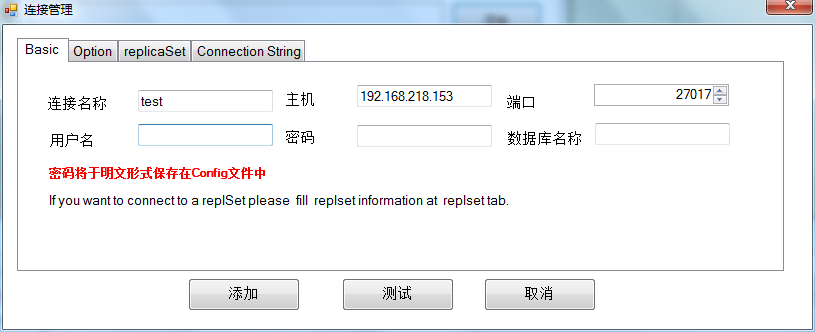 连接管理
Basic Option replicaSet Connection String
连接名称 test 主机 192.168.218.153 端口 27017
用户名 密码 数据库名称
密码将于明文形式保存在Config文件中
If you want to connect to a replSet please fill replset information at replset tab.
添加 测试 取消